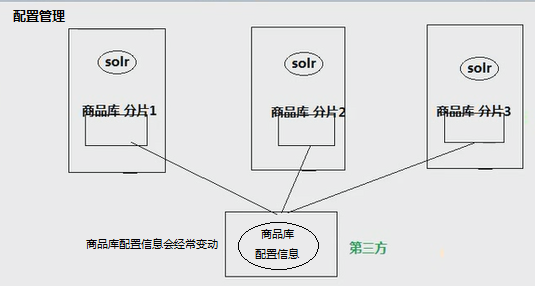 配置管理
solr
solr
solr
商品库 分片1
商品库 分片2
商品库 分片3
商品库配置信息会经常变动
商品库
配置信息
第三方